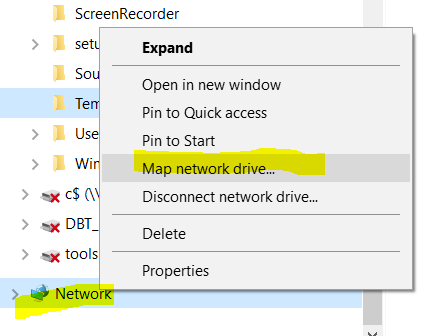 ScreenRecorder
setu
Sou
Tem
Use
Win
c$ (\\
DBT_
tools
Network
Expand
Open in new window
Pin to Quick access
Pin to Start
Map network drive...
Disconnect network drive...
Delete
Properties